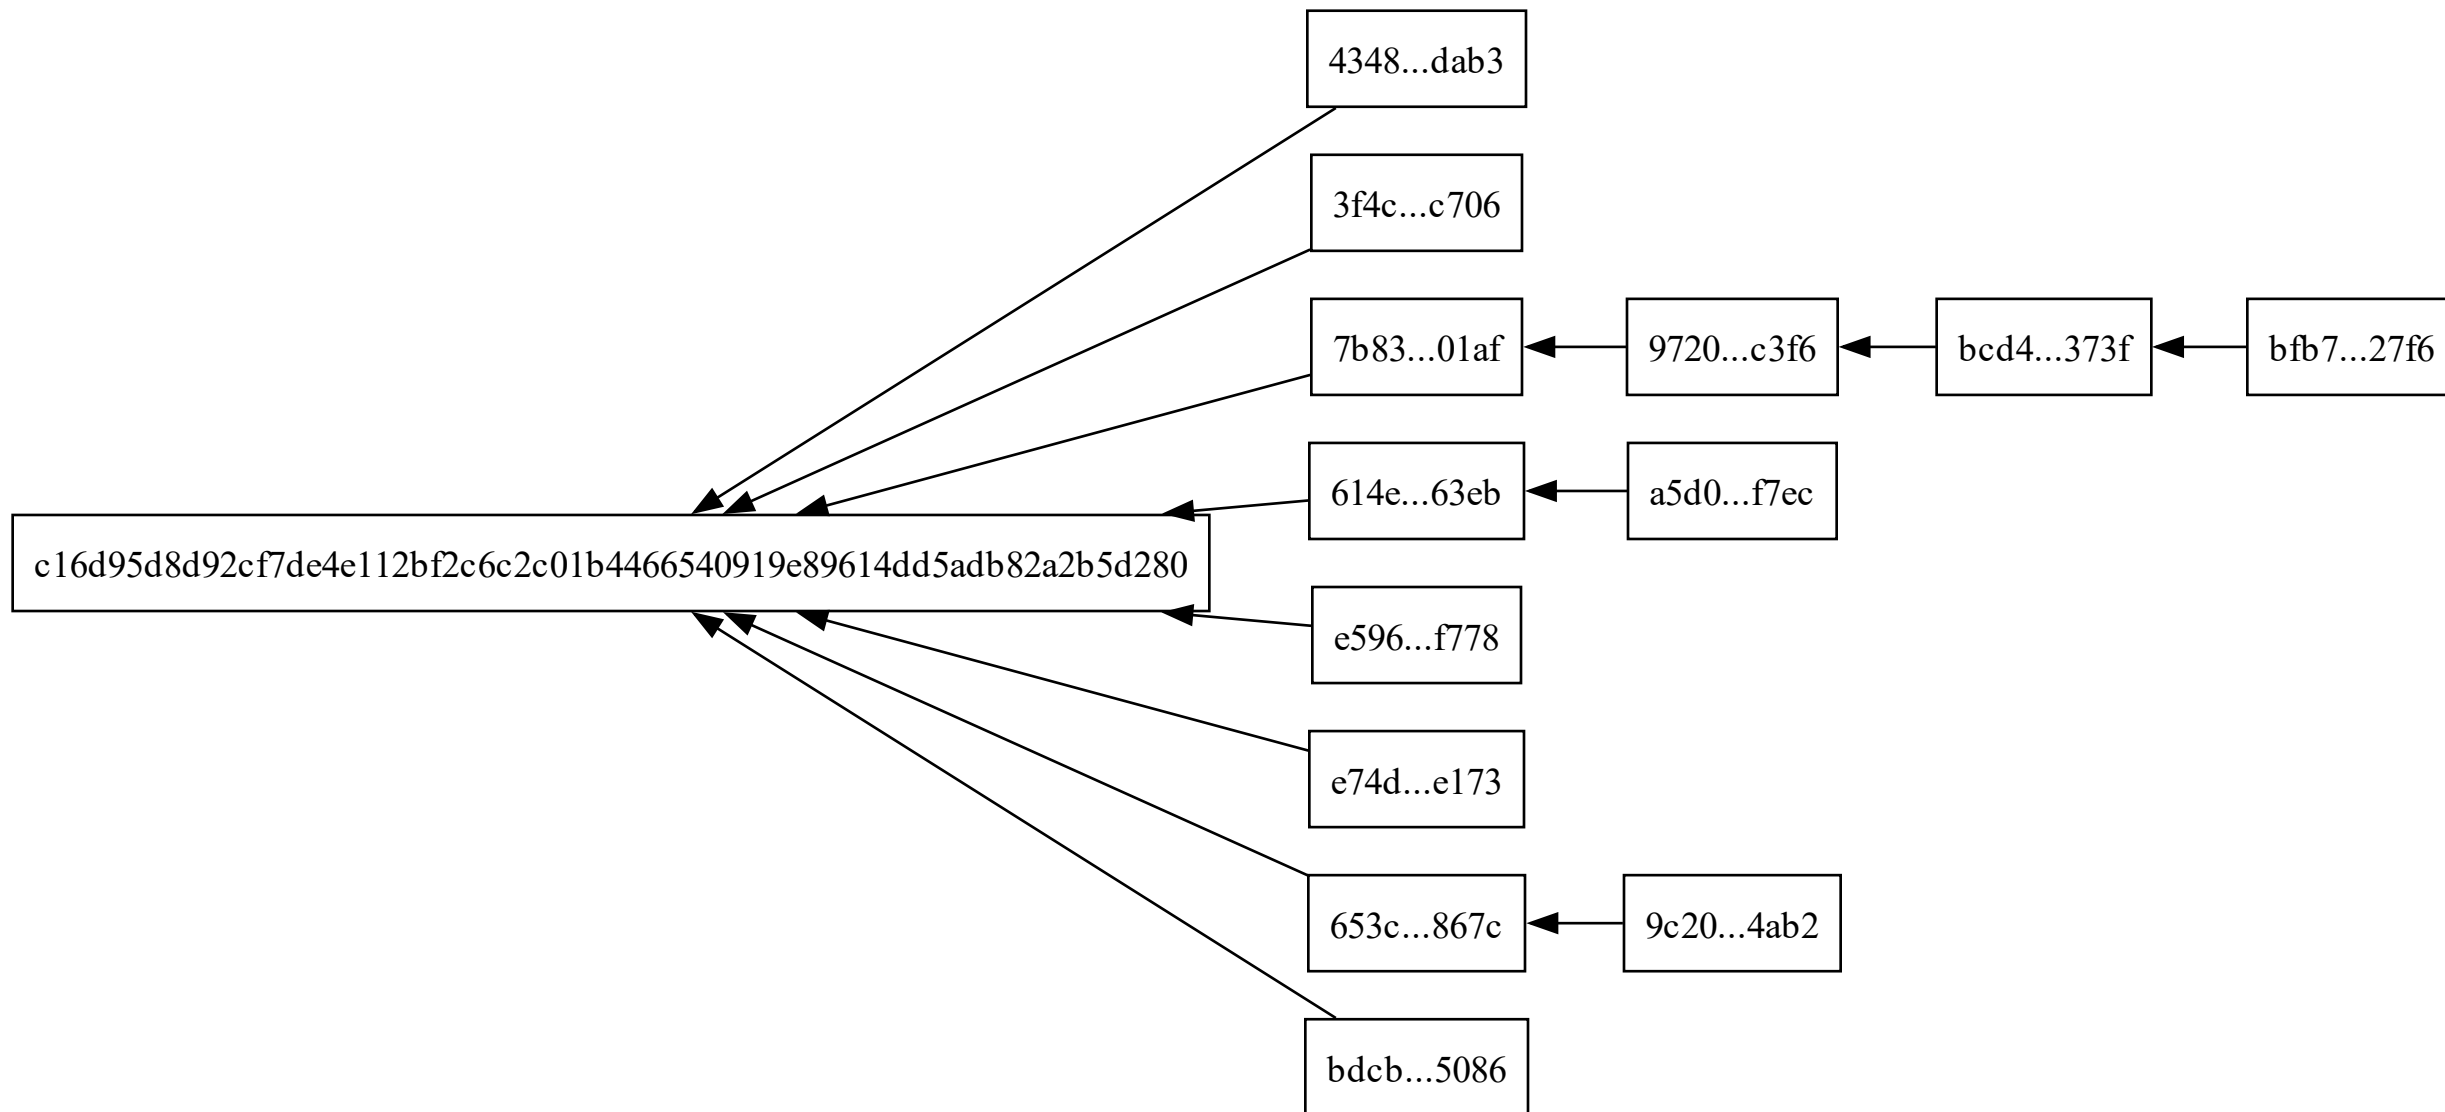 4348...dab3
3f4c...c706
7b83...01af
9720...c3f6
bcd4...373f
bfb7...27f6
614e...63eb
a5d0...f7ec
c16d95d8d92cf7de4e112bf2c6c2c01b4466540919e89614dd5adb82a2b5d280
e596...f778
e74d...e173
653c...867c
9c20...4ab2
bdcb...5086